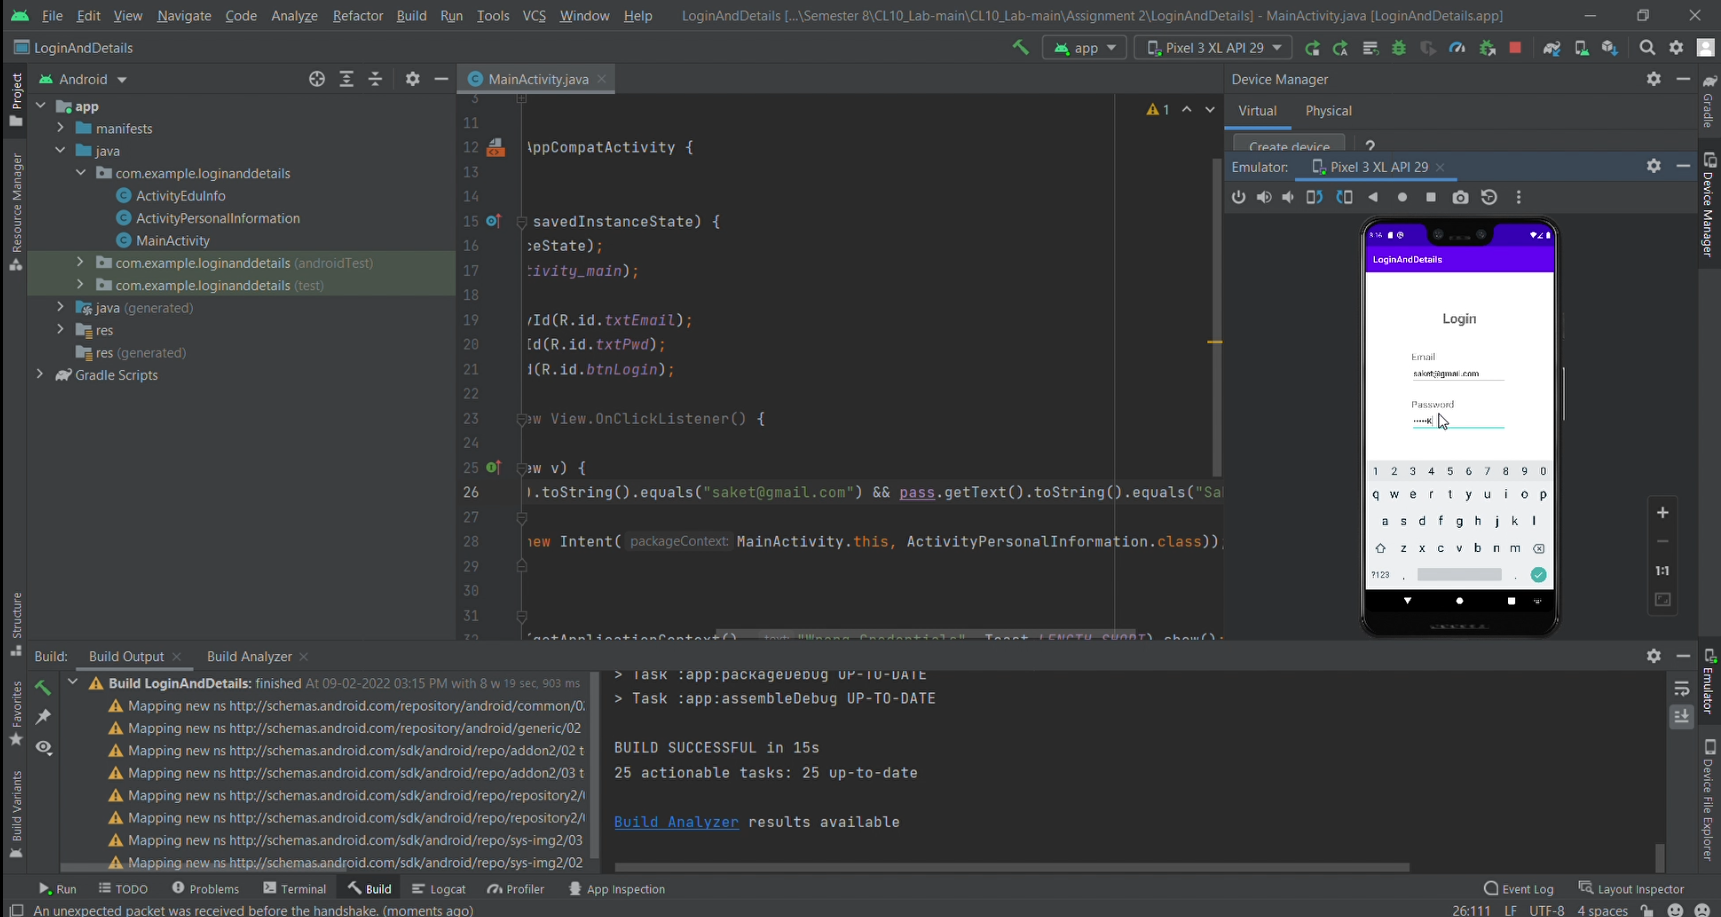 File Edit View Navigate Code Analyze Refactor Build Run Tools VCS Window Help LoginAndDetails [...\Semester 8\CL10_Lab-main\CL10_Lab-main\Assignment 2\LoginAndDetails] - MainActivity.java [LoginAndDetails.app]
LoginAndDetails
app
Pixel 3 XL API 29
Project
Resource Manager
Structure
Favorites
Build Variants
Android
app
manifests
java
com.example.loginanddetails
ActivityEduInfo
ActivityPersonalInformation
MainActivity
com.example.loginanddetails (androidTest)
com.example.loginanddetails (test)
java (generated)
res
res (generated)
Gradle Scripts
MainActivity.java
1
3
11
12 AppCompatActivity {
13
14
15 savedInstanceState) {
16 ceState);
17 tivity_main);
18
19 yId(R.id.txtEmail);
20 Id(R.id.txtPwd);
21 d(R.id.btnLogin);
22
23 ew View.OnClickListener() {
24
25 ew v) {
26 ).toString().equals("saket@gmail.com") && pass.getText().toString().equals("Sa
27
28 new Intent( packageContext: MainActivity.this, ActivityPersonalInformation.class));
29
30
31
32 getApplicationContext(), text: "Wrong Credentials", Toast.LENGTH_SHORT).show();
Device Manager
Virtual Physical
Create device ?
Emulator: Pixel 3 XL API 29
3:16
LoginAndDetails
Login
Email
saket@gmail.com
Password
•••••K
1 2 3 4 5 6 7 8 9 0
q w e r t y u i o p
a s d f g h j k l
z x c v b n m
?123 , .
1:1
Gradle
Device Manager
Emulator
Device File Explorer
Build: Build Output Build Analyzer
Build LoginAndDetails: finished At 09-02-2022 03:15 PM with 8 w 19 sec, 903 ms
Mapping new ns http://schemas.android.com/repository/android/common/0
Mapping new ns http://schemas.android.com/repository/android/generic/02
Mapping new ns http://schemas.android.com/sdk/android/repo/addon2/02 t
Mapping new ns http://schemas.android.com/sdk/android/repo/addon2/03 t
Mapping new ns http://schemas.android.com/sdk/android/repo/repository2/
Mapping new ns http://schemas.android.com/sdk/android/repo/repository2/
Mapping new ns http://schemas.android.com/sdk/android/repo/sys-img2/03
Mapping new ns http://schemas.android.com/sdk/android/repo/sys-img2/02
> Task :app:packageDebug UP-TO-DATE
> Task :app:assembleDebug UP-TO-DATE
BUILD SUCCESSFUL in 15s
25 actionable tasks: 25 up-to-date
Build Analyzer results available
Run TODO Problems Terminal Build Logcat Profiler App Inspection Event Log Layout Inspector
An unexpected packet was received before the handshake. (moments ago) 26:111 LF UTF-8 4 spaces